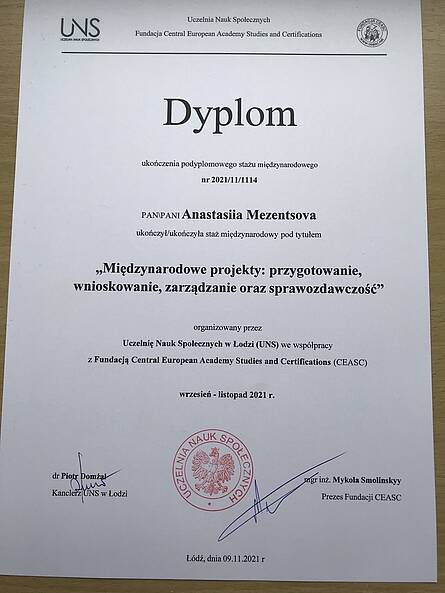 UNS
UCZELNIA NAUK SPOŁECZNYCH
Uczelnia Nauk Społecznych
Fundacja Central European Academy Studies and Certifications
Dyplom
ukończenia podyplomowego stażu międzynarodowego
nr 2021/11/1114
PAN\PANI Anastasiia Mezentsova
ukończył/ukończyła staż międzynarodowy pod tytułem
„Międzynarodowe projekty: przygotowanie,
wnioskowanie, zarządzanie oraz sprawozdawczość”
organizowany przez
Uczelnię Nauk Społecznych w Łodzi (UNS) we współpracy
z Fundacją Central European Academy Studies and Certifications (CEASC)
wrzesień - listopad 2021 r.
UCZELNIA NAUK SPOŁECZNYCH
dr Piotr Domżał
Kanclerz UNS w Łodzi
mgr inż. Mykola Smolinskyy
Prezes Fundacji CEASC
Łódź, dnia 09.11.2021 r